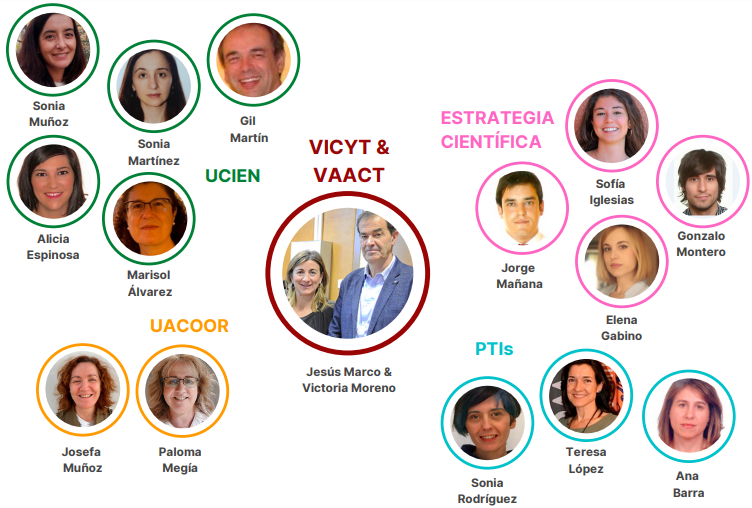 Sonia
Muñoz
Sonia
Martínez
Gil
Martín
Alicia
Espinosa
Marisol
Álvarez
UCIEN
UACOOR
Josefa
Muñoz
Paloma
Megía
VICYT &
VAACT
Jesús Marco &
Victoria Moreno
ESTRATEGIA
CIENTÍFICA
Sofía
Iglesias
Gonzalo
Montero
Jorge
Mañana
Elena
Gabino
PTIs
Sonia
Rodríguez
Teresa
López
Ana
Barra